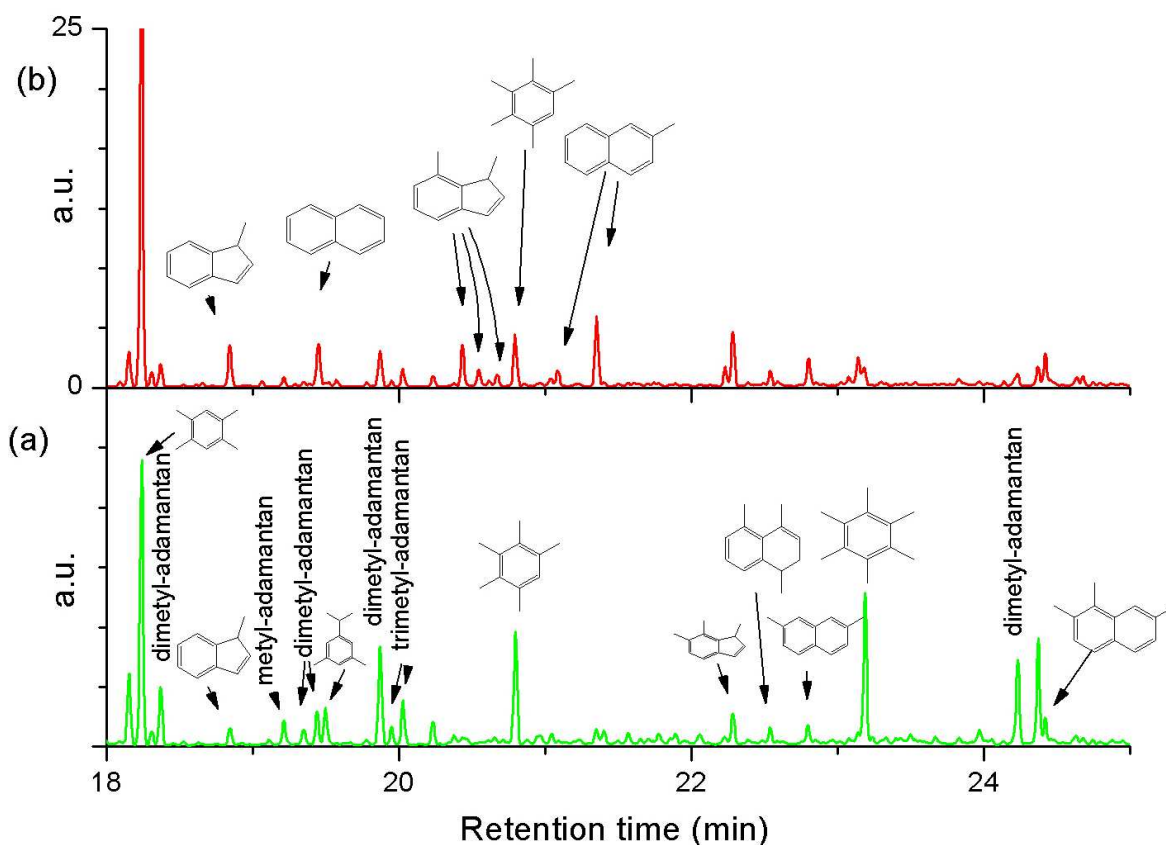 25
(b)
a.u.
0
(a)
a.u.
dimetyl-adamantan
metyl-adamantan
dimetyl-adamantan
dimetyl-adamantan
trimetyl-adamantan
dimetyl-adamantan
18
20
22
24
Retention time (min)